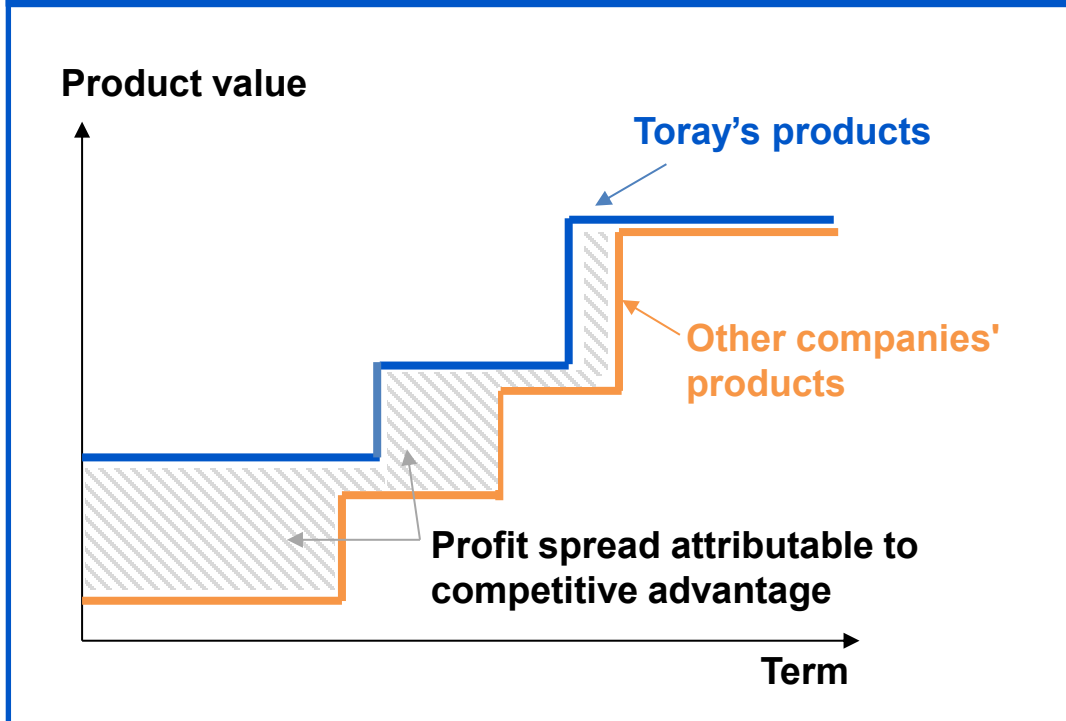 Product value
Toray’s products
Other companies'
products
Profit spread attributable to
competitive advantage
Term